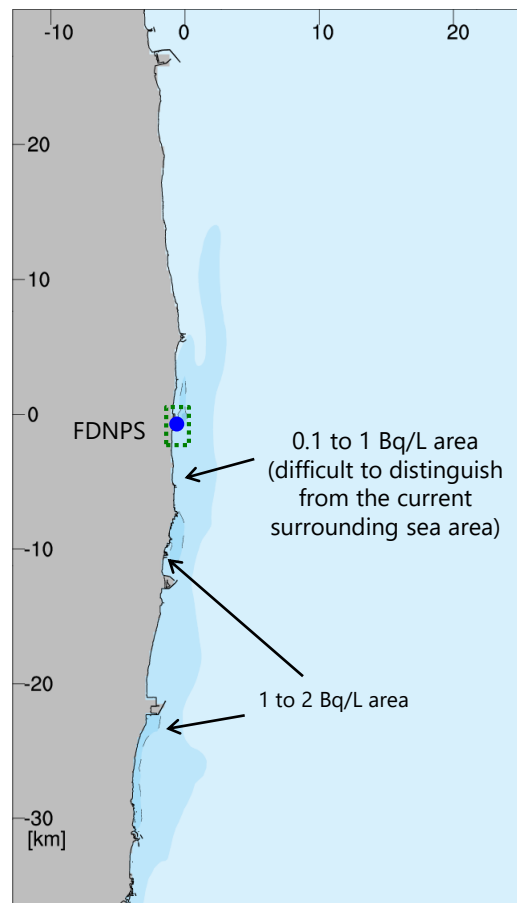 -10 0 10 20
20
10
0
FDNPS
0.1 to 1 Bq/L area
(difficult to distinguish
from the current
surrounding sea area)
-10
-20
1 to 2 Bq/L area
-30
[km]